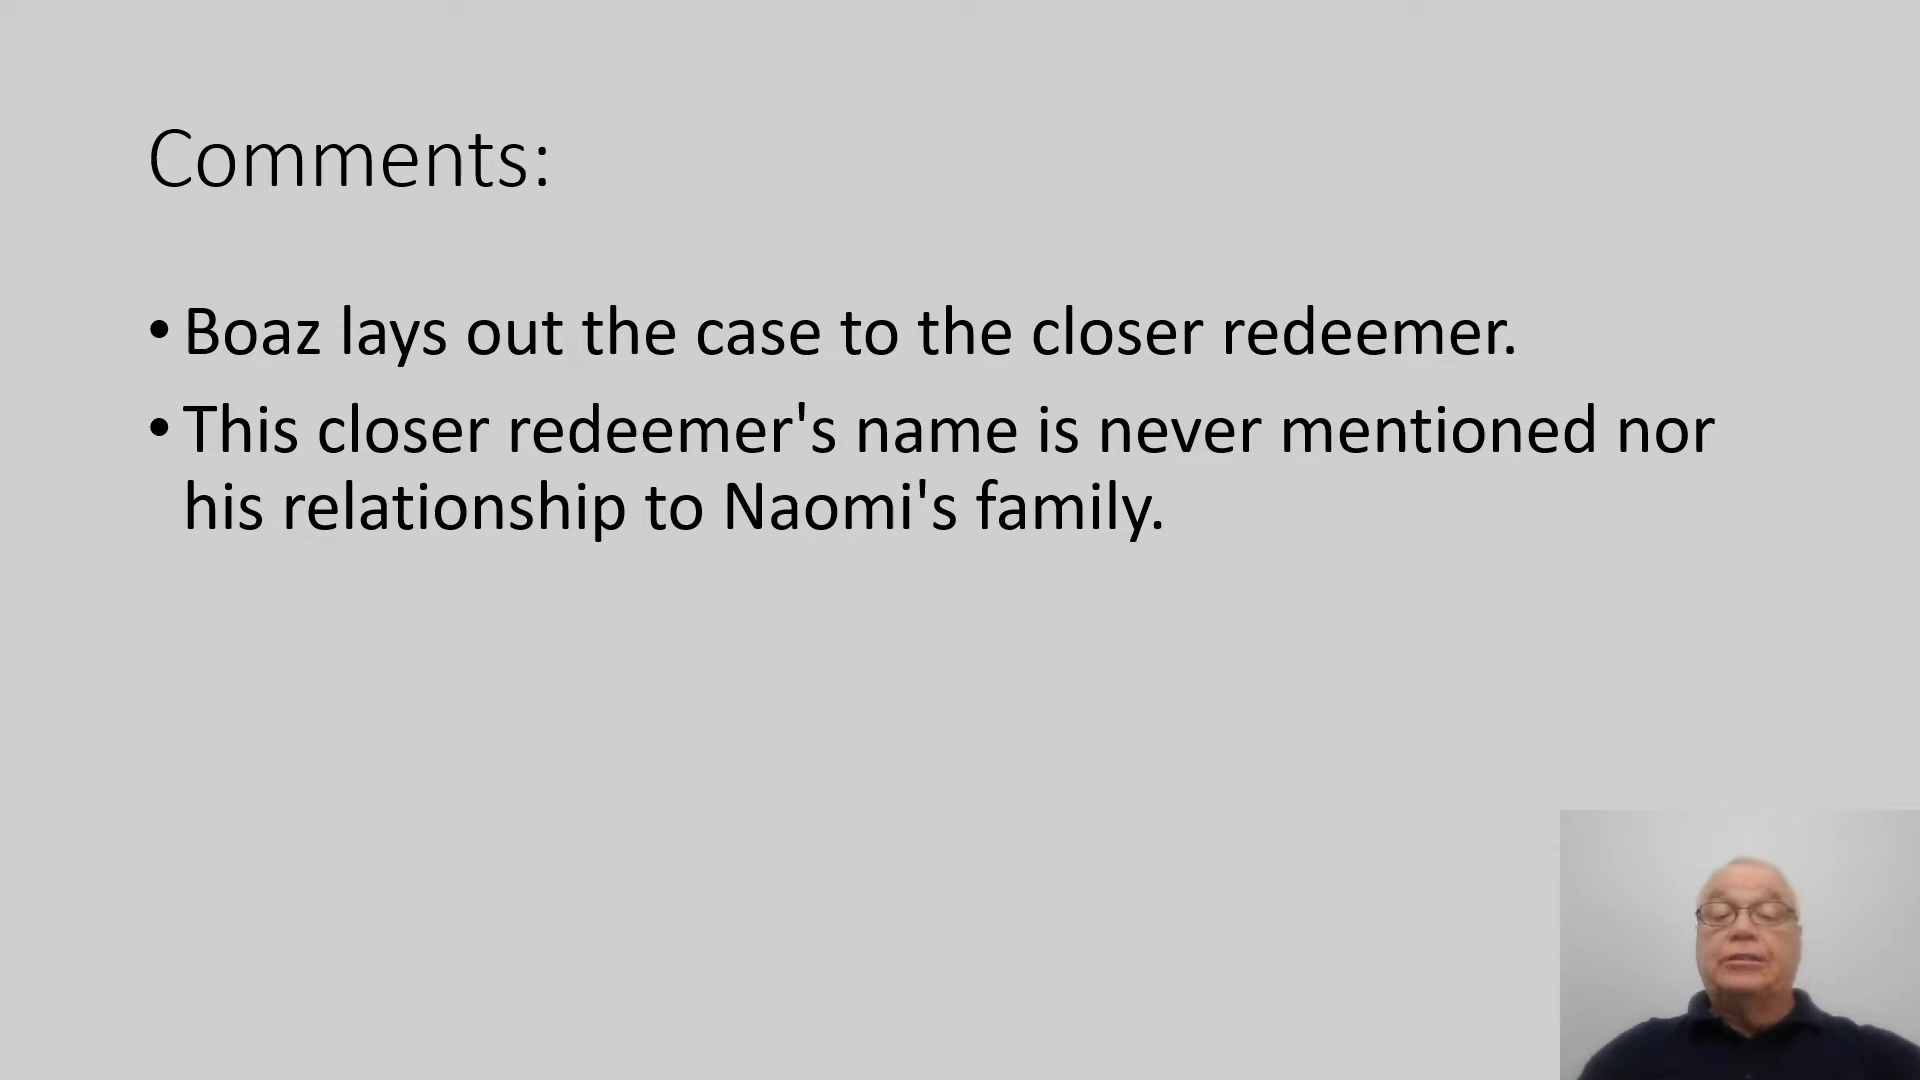 Comments:
• Boaz lays out the case to the closer redeemer.
• This closer redeemer's name is never mentioned nor
his relationship to Naomi's family.